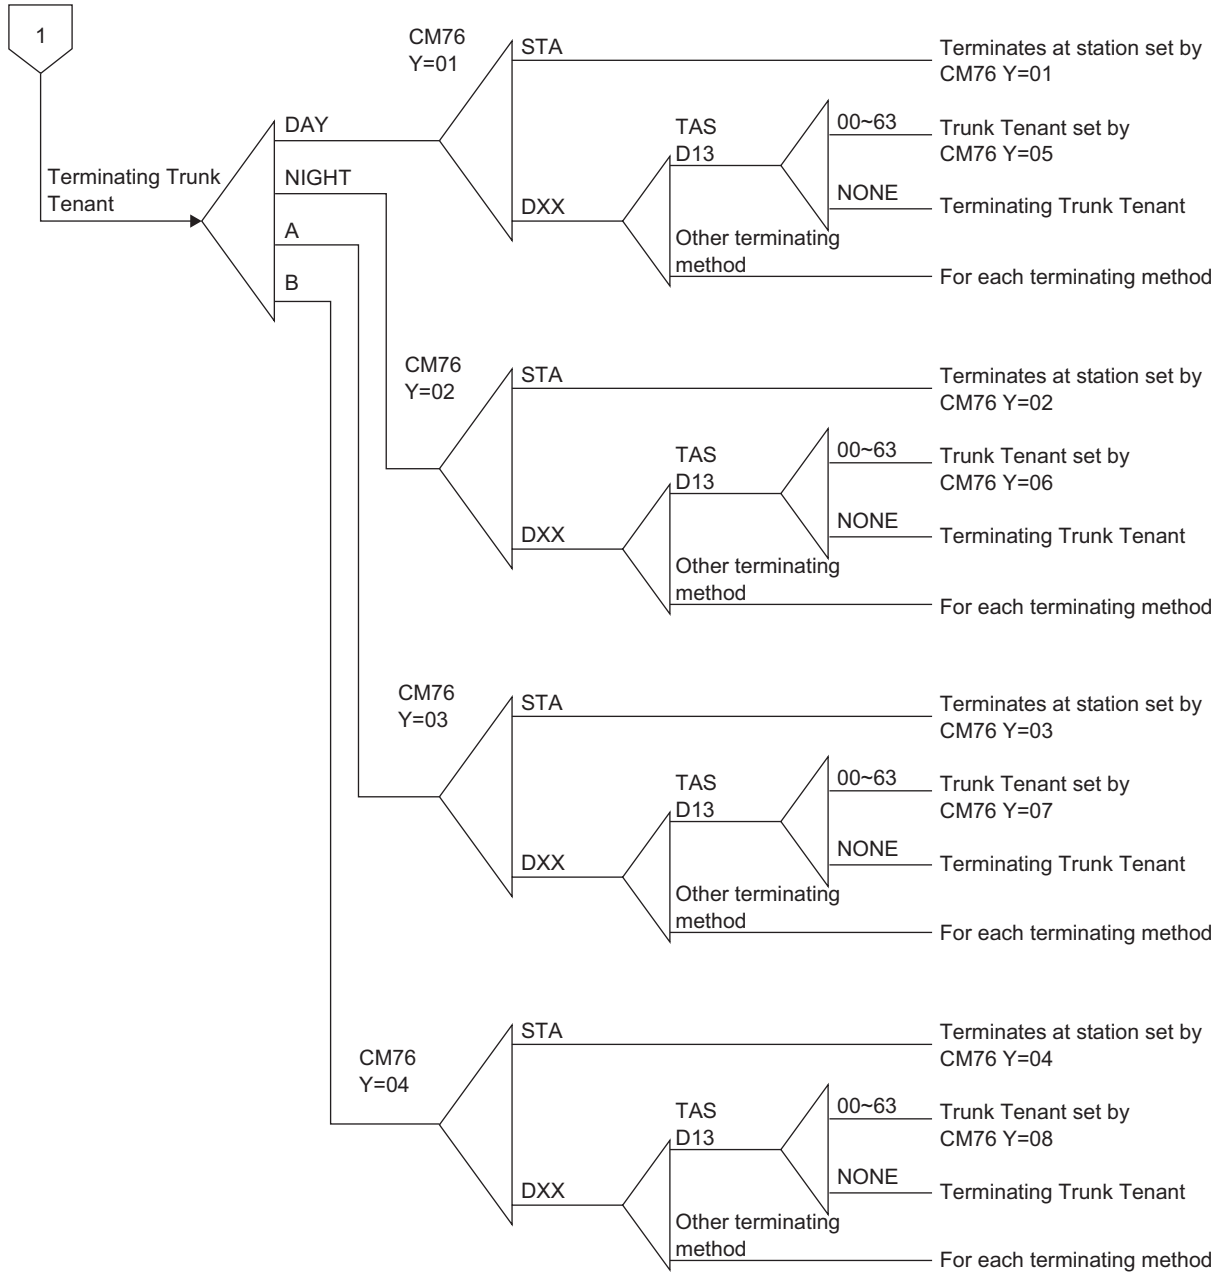 1
Terminating Trunk
Tenant
DAY
NIGHT
A
B
CM76
Y=01
STA
Terminates at station set by
CM76 Y=01
DXX
TAS
D13
00~63
Trunk Tenant set by
CM76 Y=05
NONE
Terminating Trunk Tenant
Other terminating
method
For each terminating method
CM76
Y=02
STA
Terminates at station set by
CM76 Y=02
DXX
TAS
D13
00~63
Trunk Tenant set by
CM76 Y=06
NONE
Terminating Trunk Tenant
Other terminating
method
For each terminating method
CM76
Y=03
STA
Terminates at station set by
CM76 Y=03
DXX
TAS
D13
00~63
Trunk Tenant set by
CM76 Y=07
NONE
Terminating Trunk Tenant
Other terminating
method
For each terminating method
CM76
Y=04
STA
Terminates at station set by
CM76 Y=04
DXX
TAS
D13
00~63
Trunk Tenant set by
CM76 Y=08
NONE
Terminating Trunk Tenant
Other terminating
method
For each terminating method